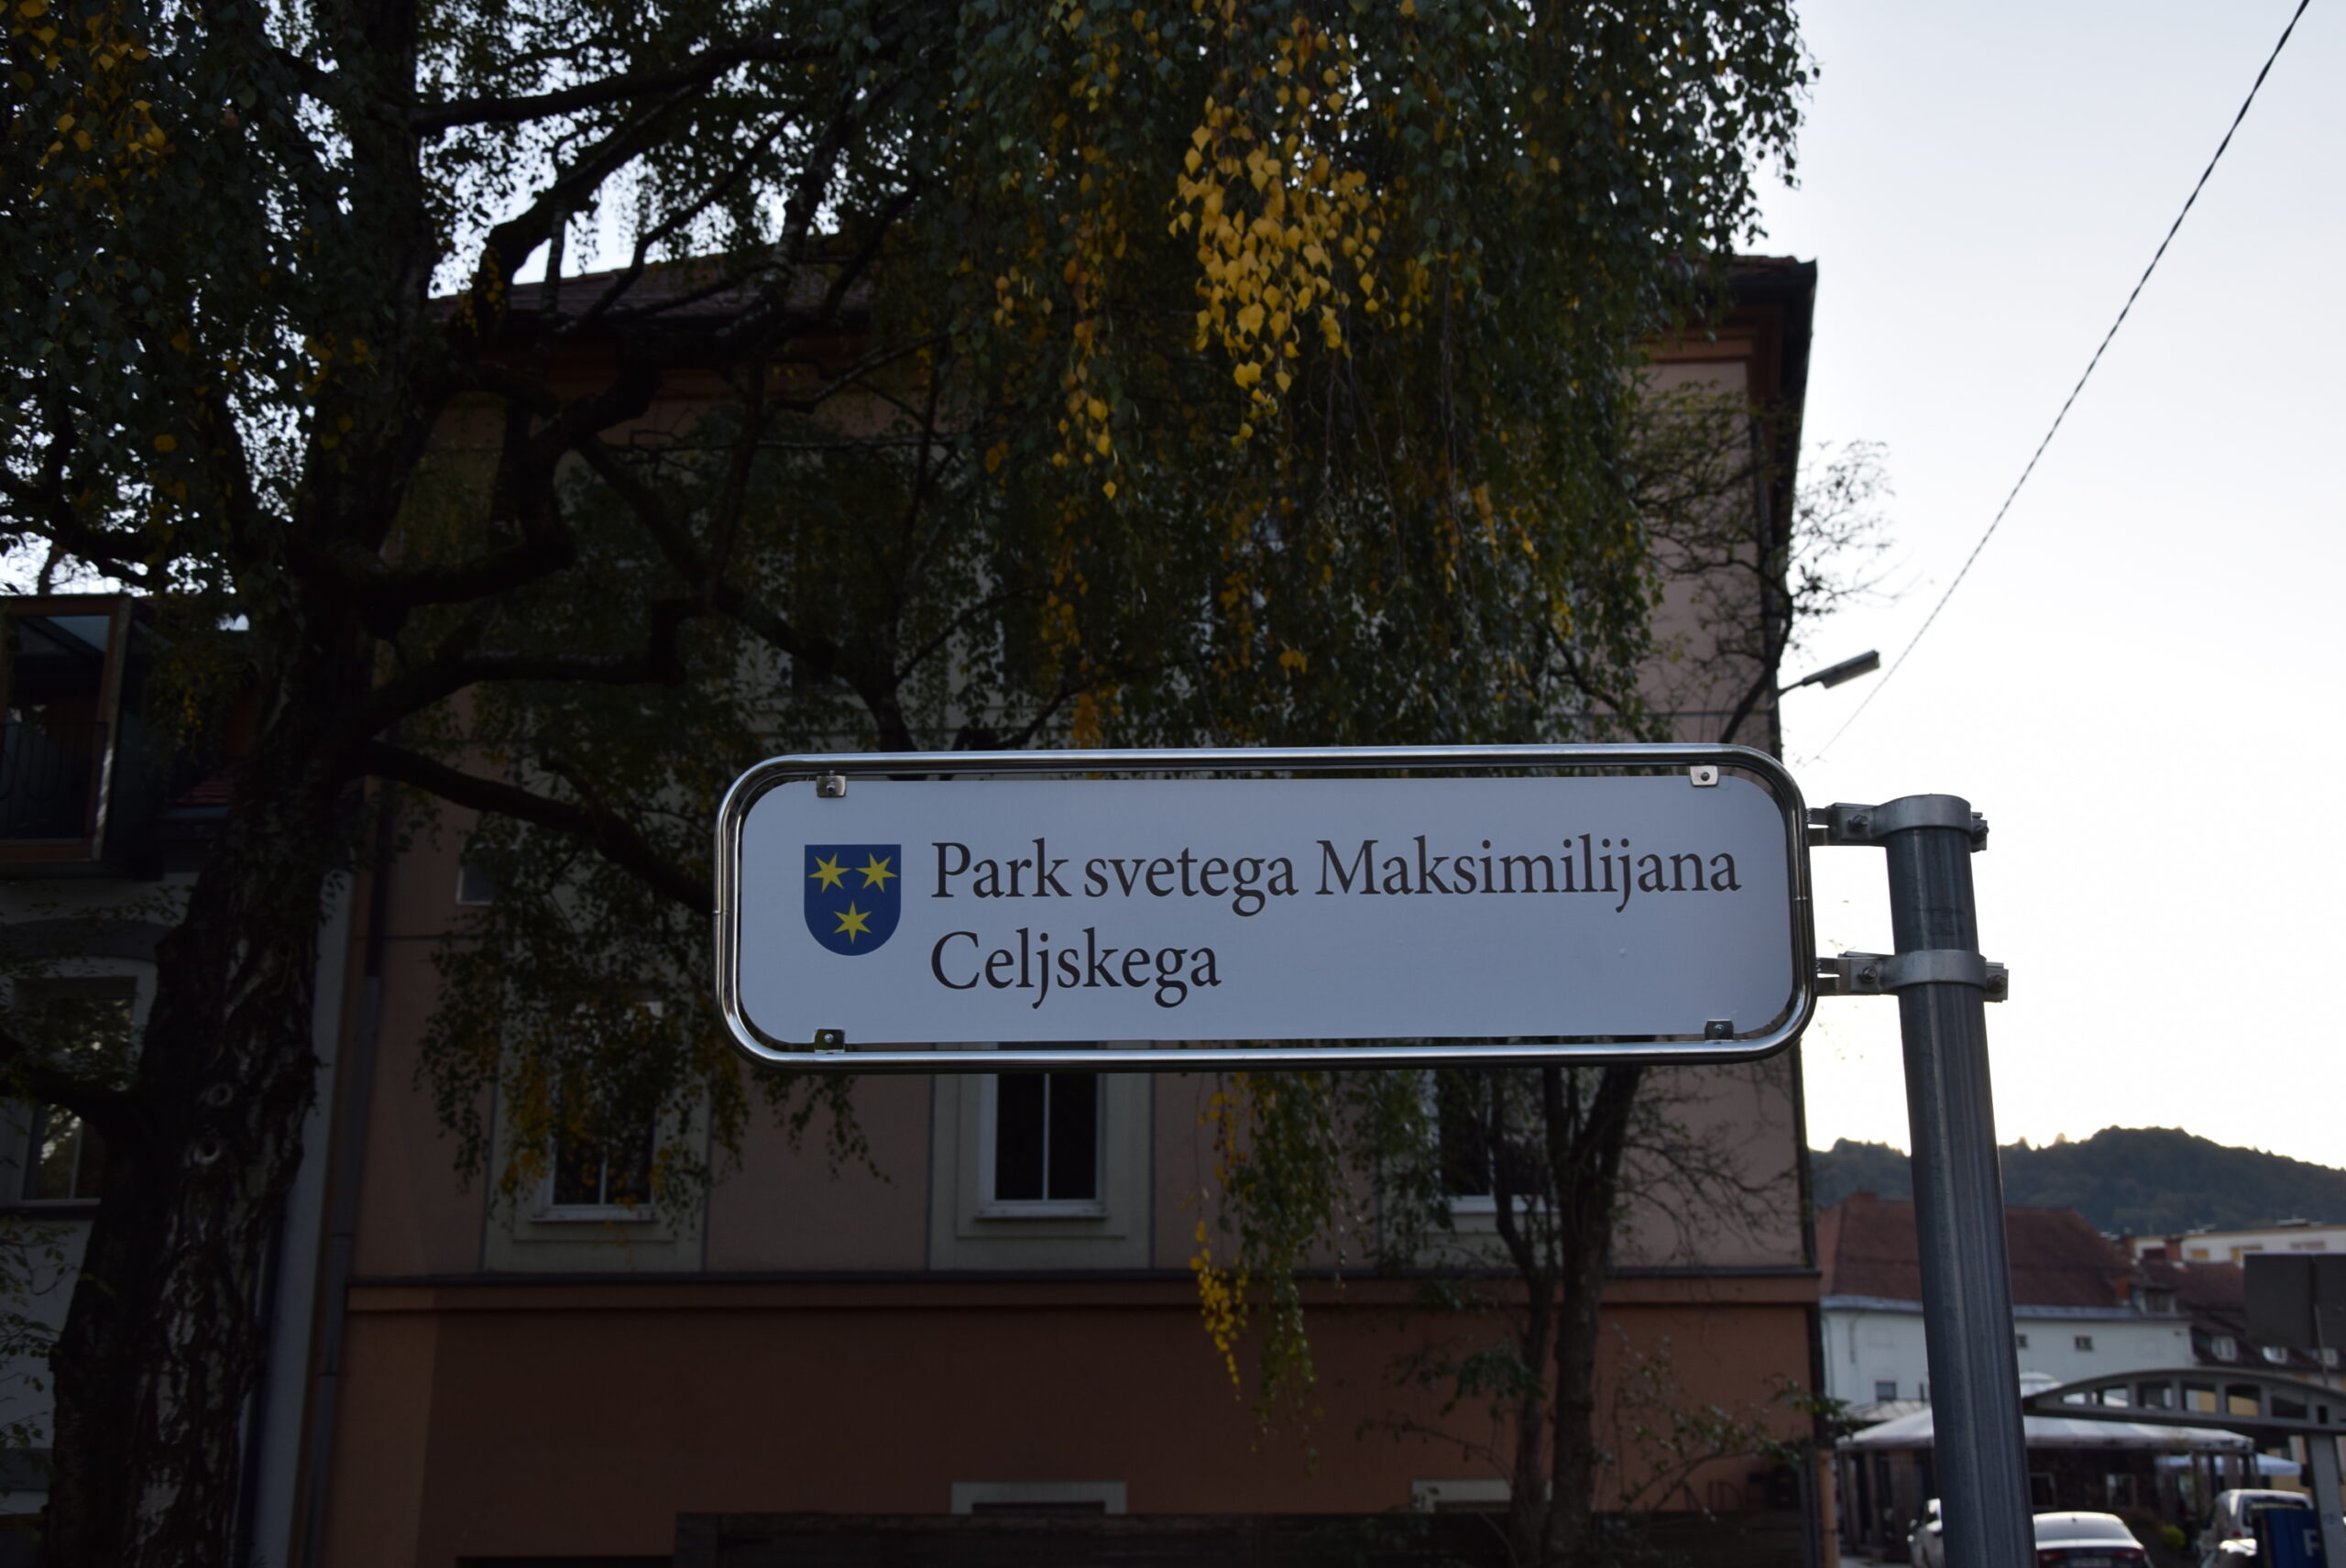 Park svetega Maksimilijana
Celjskega